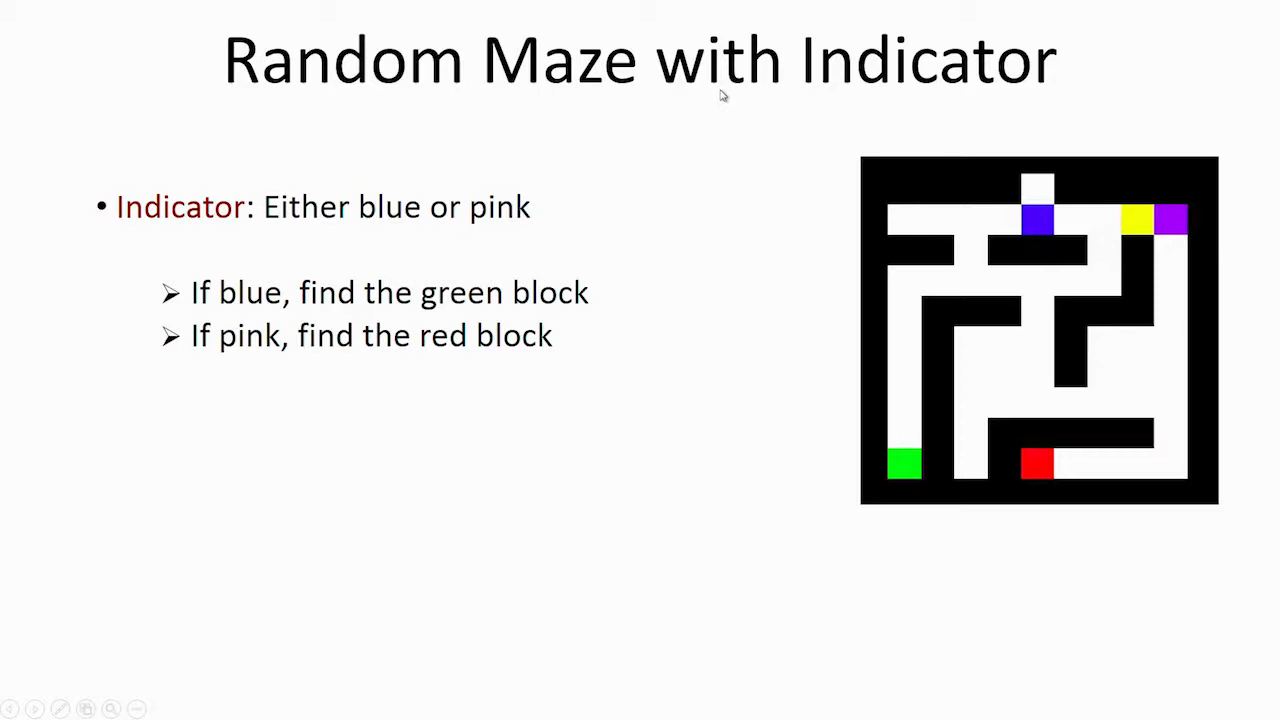 Random Maze with Indicator
• Indicator: Either blue or pink
➢ If blue, find the green block
➢ If pink, find the red block